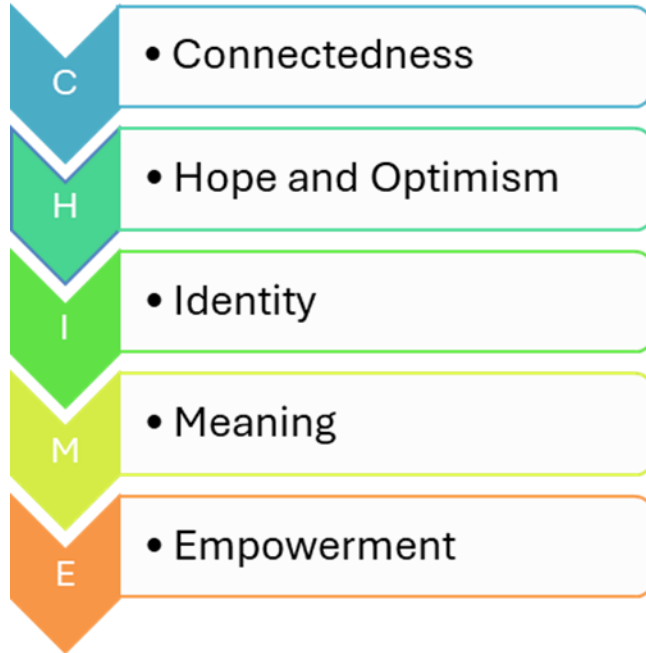 C
• Connectedness
H
• Hope and Optimism
I
• Identity
M
• Meaning
E
• Empowerment